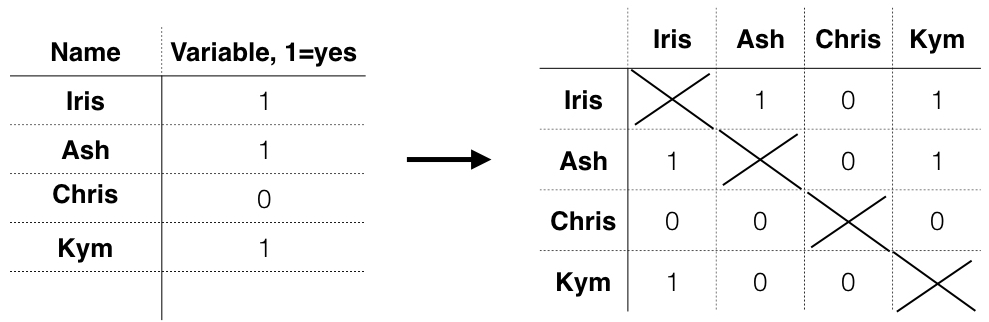 Name Variable, 1=yes
Iris 1
Ash 1
Chris 0
Kym 1
Iris Ash Chris Kym
Iris 1 0 1
Ash 1 0 1
Chris 0 0 0
Kym 1 0 0